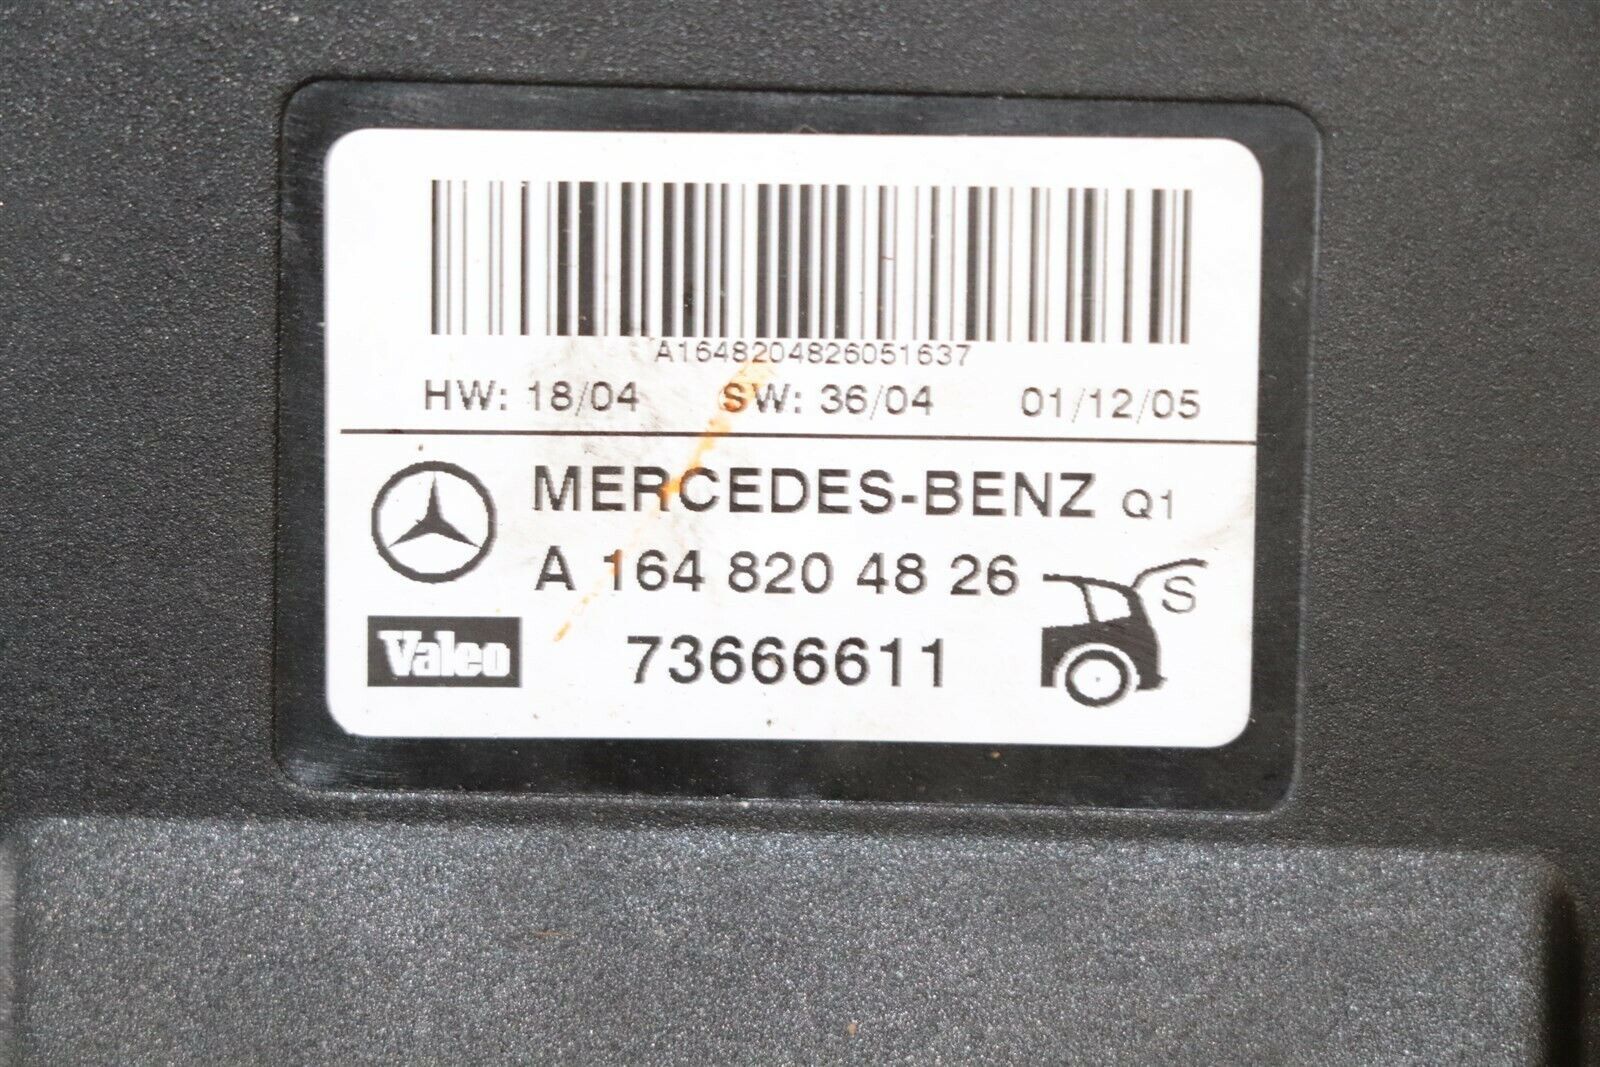 A1648204826051637
HW: 18/04 SW: 36/04 01/12/05
MERCEDES-BENZ Q1
A 164 820 48 26
S
Valeo 73666611